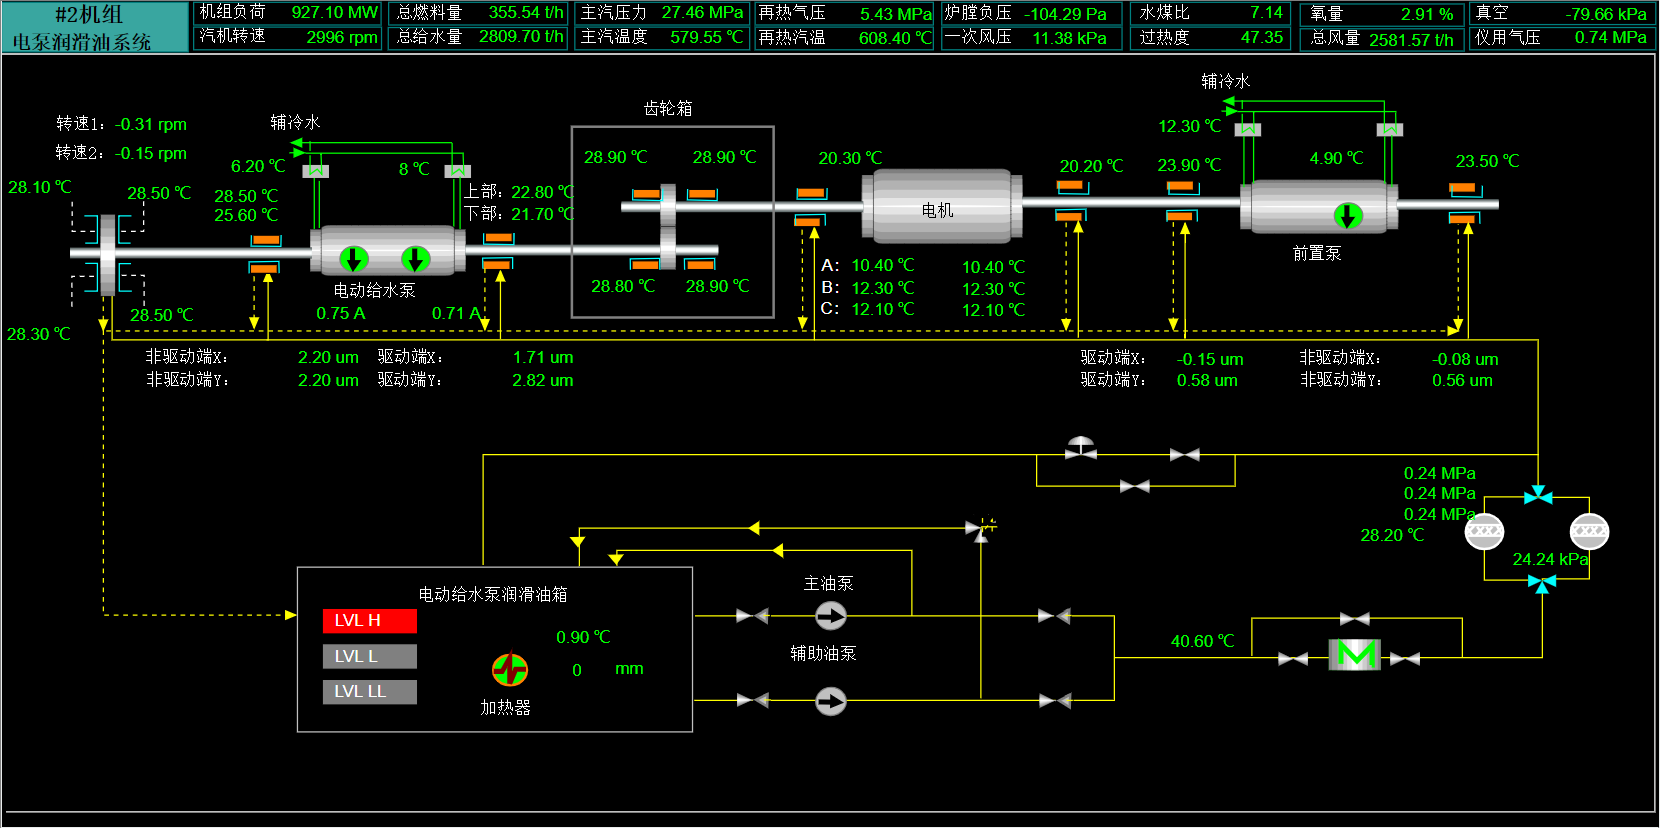 #2机组
电泵润滑油系统
机组负荷 927.10 MW
汽机转速 2996 rpm
总燃料量 355.54 t/h
总给水量 2809.70 t/h
主汽压力 27.46 MPa
主汽温度 579.55 ℃
再热气压 5.43 MPa
再热汽温 608.40 ℃
炉膛负压 -104.29 Pa
一次风压 11.38 kPa
水煤比 7.14
过热度 47.35
氧量 2.91 %
总风量 2581.57 t/h
真空 -79.66 kPa
仪用气压 0.74 MPa
辅冷水
齿轮箱
转速1: -0.31 rpm
辅冷水
12.30 ℃
转速2: -0.15 rpm
6.20 ℃
8 ℃
28.90 ℃
28.90 ℃
20.30 ℃
20.20 ℃
23.90 ℃
4.90 ℃
23.50 ℃
28.10 ℃
28.50 ℃
28.50 ℃
25.60 ℃
上部: 22.80 ℃
下部: 21.70 ℃
电机
前置泵
电动给水泵
28.80 ℃
28.90 ℃
A: 10.40 ℃ 10.40 ℃
B: 12.30 ℃ 12.30 ℃
C: 12.10 ℃ 12.10 ℃
28.50 ℃
0.75 A
0.71 A
28.30 ℃
非驱动端X: 2.20 um 驱动端X: 1.71 um
非驱动端Y: 2.20 um 驱动端Y: 2.82 um
驱动端X: -0.15 um 非驱动端X: -0.08 um
驱动端Y: 0.58 um 非驱动端Y: 0.56 um
0.24 MPa
0.24 MPa
0.24 MPa
28.20 ℃
24.24 kPa
电动给水泵润滑油箱
LVL H
LVL L
LVL LL
0.90 ℃
0 mm
加热器
主油泵
辅助油泵
40.60 ℃